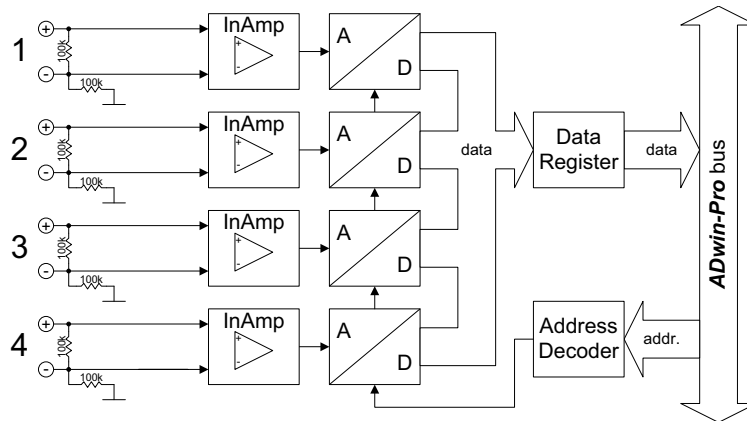 1
+
-
100k
100k
InAmp
+
-
A
D
2
+
-
100k
100k
InAmp
+
-
A
D
3
+
-
100k
100k
InAmp
+
-
A
D
4
+
-
100k
100k
InAmp
+
-
A
D
data
Data
Register
data
Address
Decoder
addr.
ADwin-Pro bus